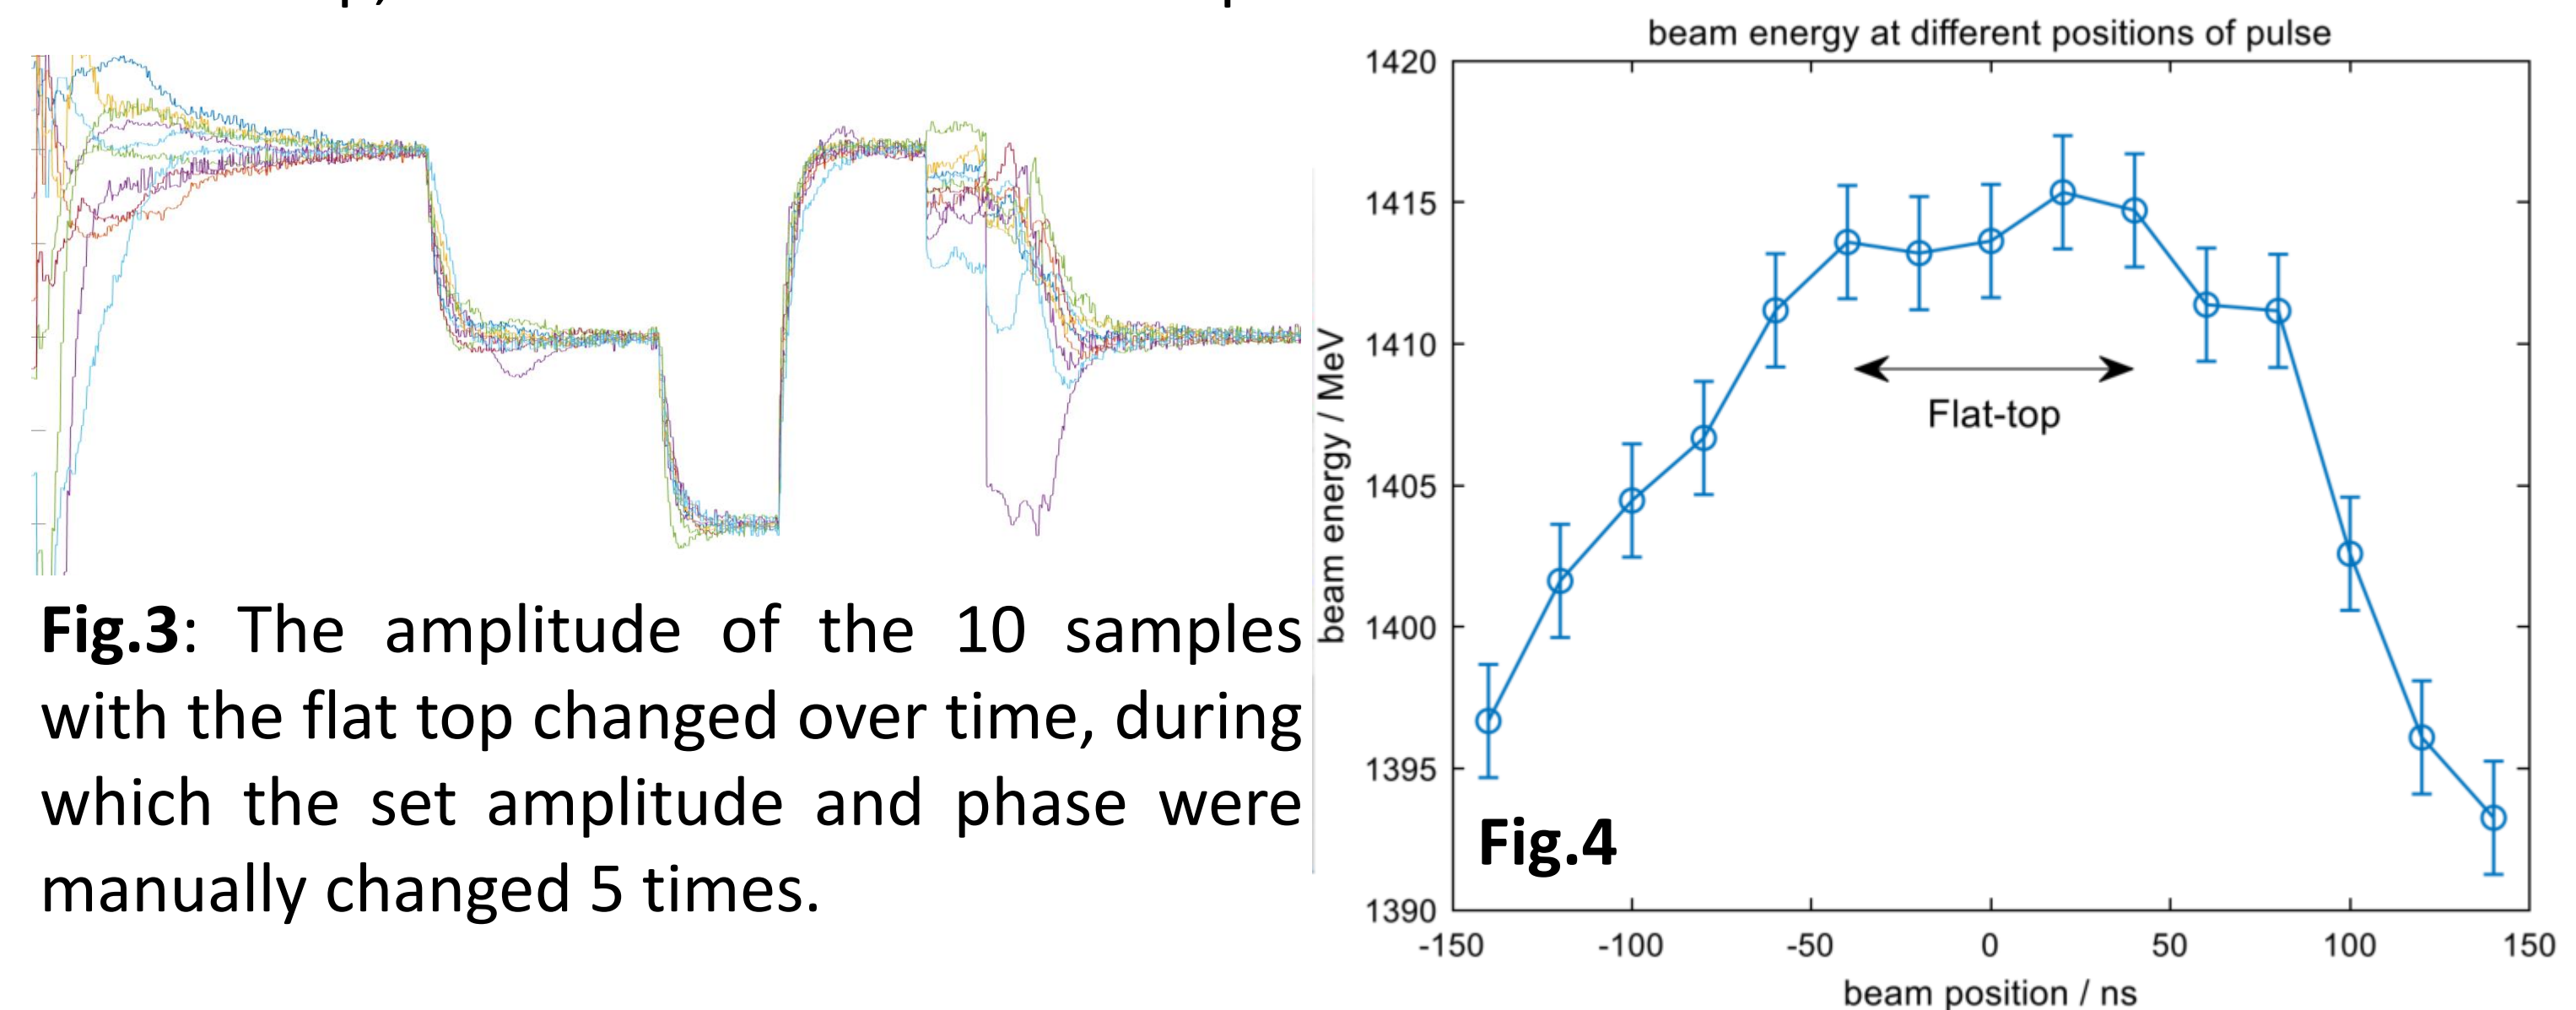 Fig.3: The amplitude of the 10 samples
with the flat top changed over time, during
which the set amplitude and phase were
manually changed 5 times.
beam energy at different positions of pulse
1420
1415
1410
1405
1400
1395
1390
beam energy / MeV
Flat-top
Fig.4
-150 -100 -50 0 50 100 150
beam position / ns